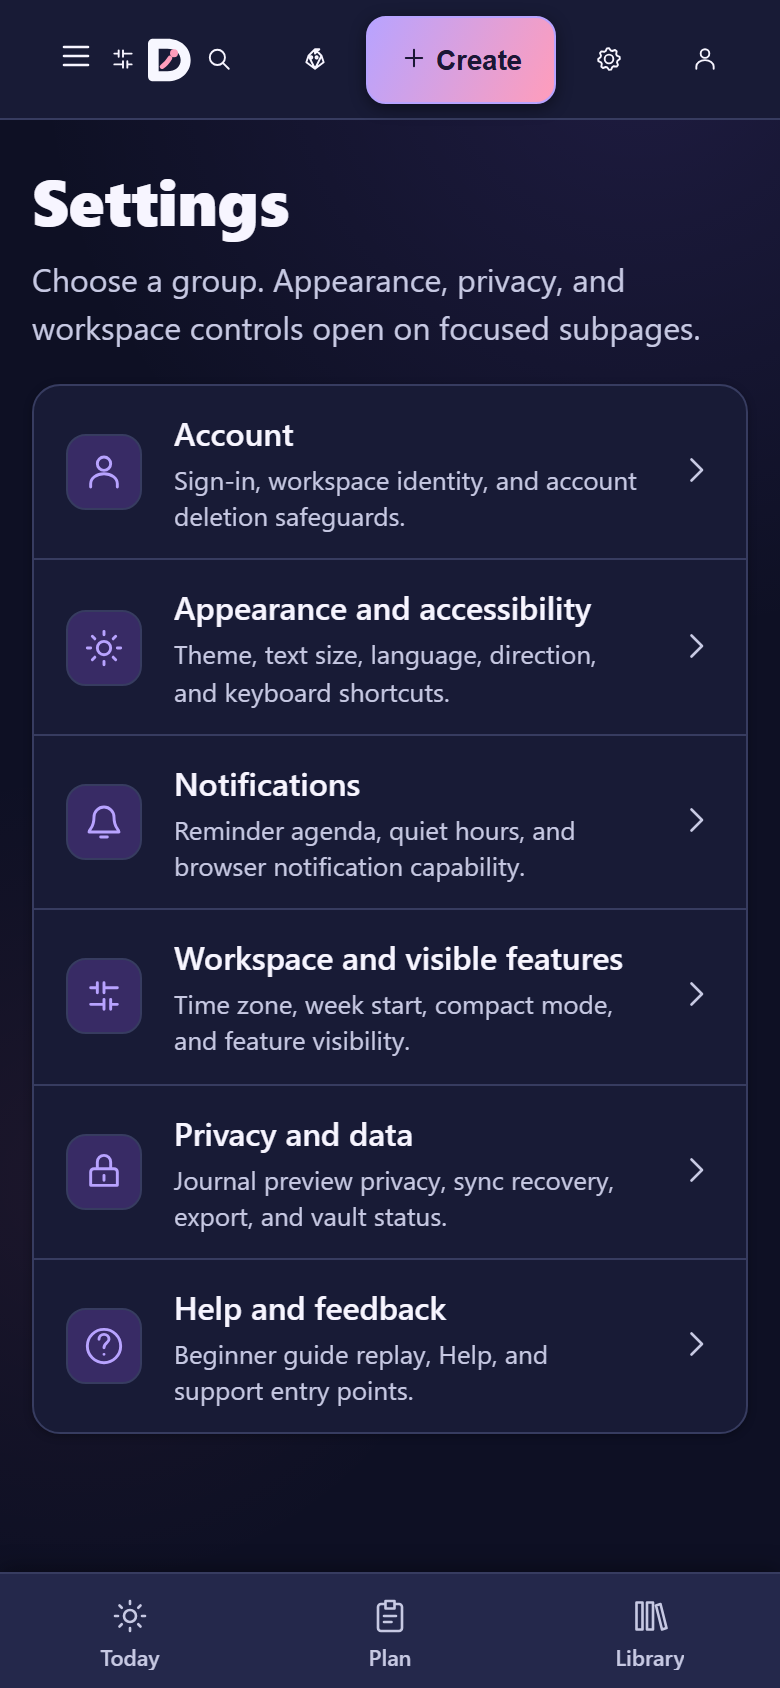 + Create
Settings
Choose a group. Appearance, privacy, and
workspace controls open on focused subpages.
Account
Sign-in, workspace identity, and account
deletion safeguards.
Appearance and accessibility
Theme, text size, language, direction,
and keyboard shortcuts.
Notifications
Reminder agenda, quiet hours, and
browser notification capability.
Workspace and visible features
Time zone, week start, compact mode,
and feature visibility.
Privacy and data
Journal preview privacy, sync recovery,
export, and vault status.
Help and feedback
Beginner guide replay, Help, and
support entry points.
Today
Plan
Library